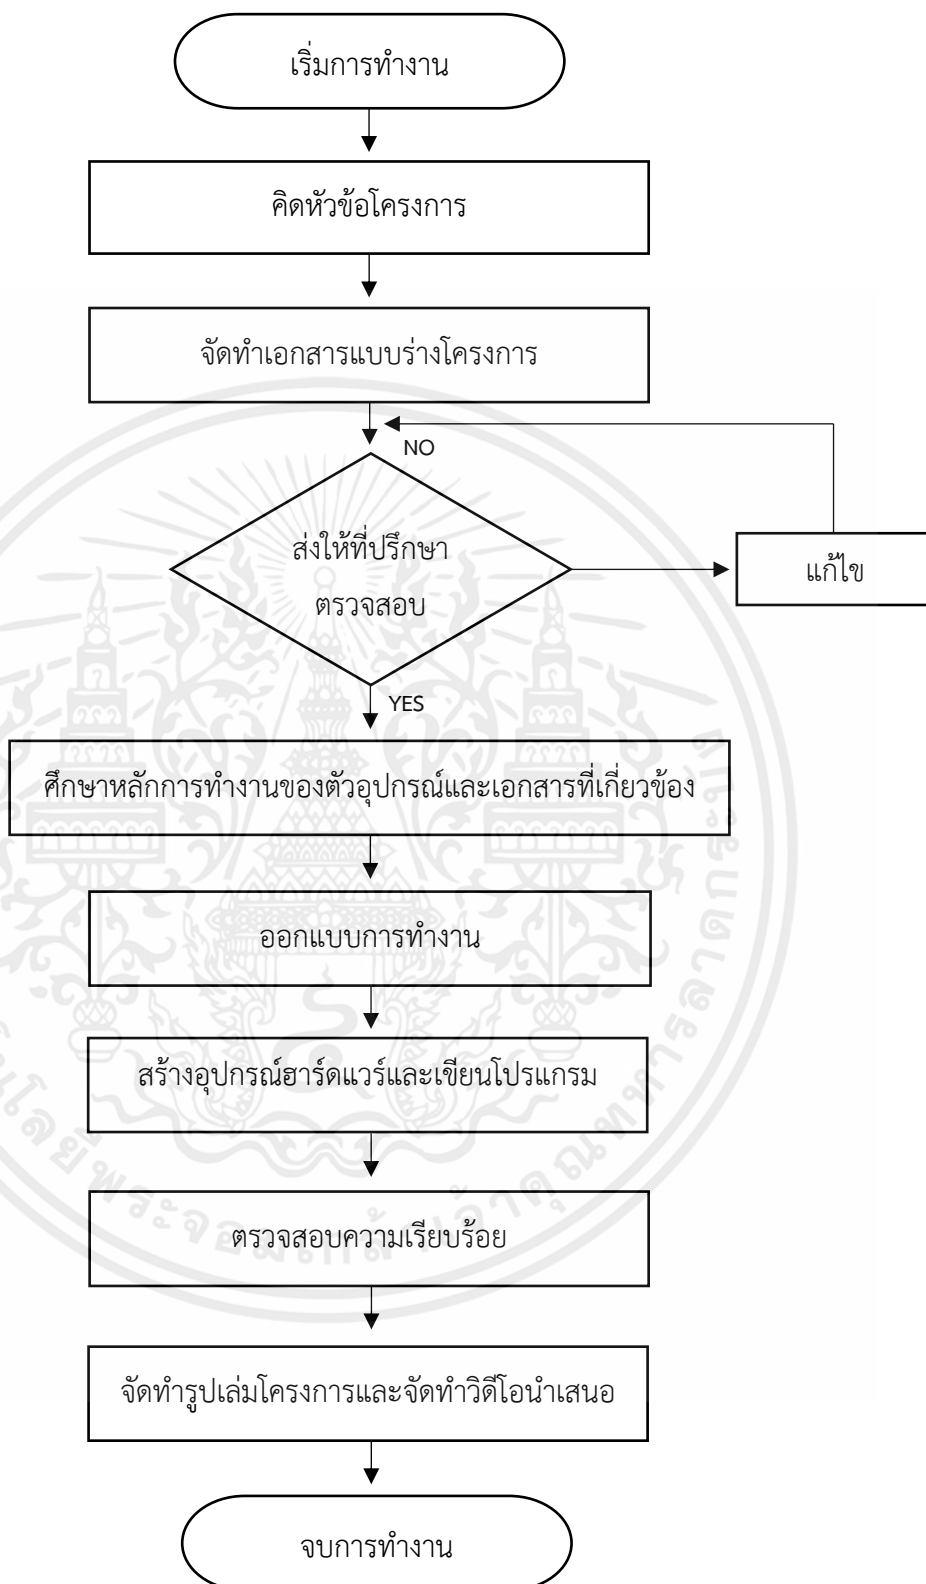 เริ่มการทำงาน
คิดหัวข้อโครงการ
จัดทำเอกสารแบบร่างโครงการ
NO
ส่งให้ที่ปรึกษา
ตรวจสอบ
แก้ไข
YES
ศึกษาหลักการทำงานของตัวอุปกรณ์และเอกสารที่เกี่ยวข้อง
ออกแบบการทำงาน
สร้างอุปกรณ์ฮาร์ดแวร์และเขียนโปรแกรม
ตรวจสอบความเรียบร้อย
จัดทำรูปเล่มโครงการและจัดทำวิดีโอนำเสนอ
จบการทำงาน